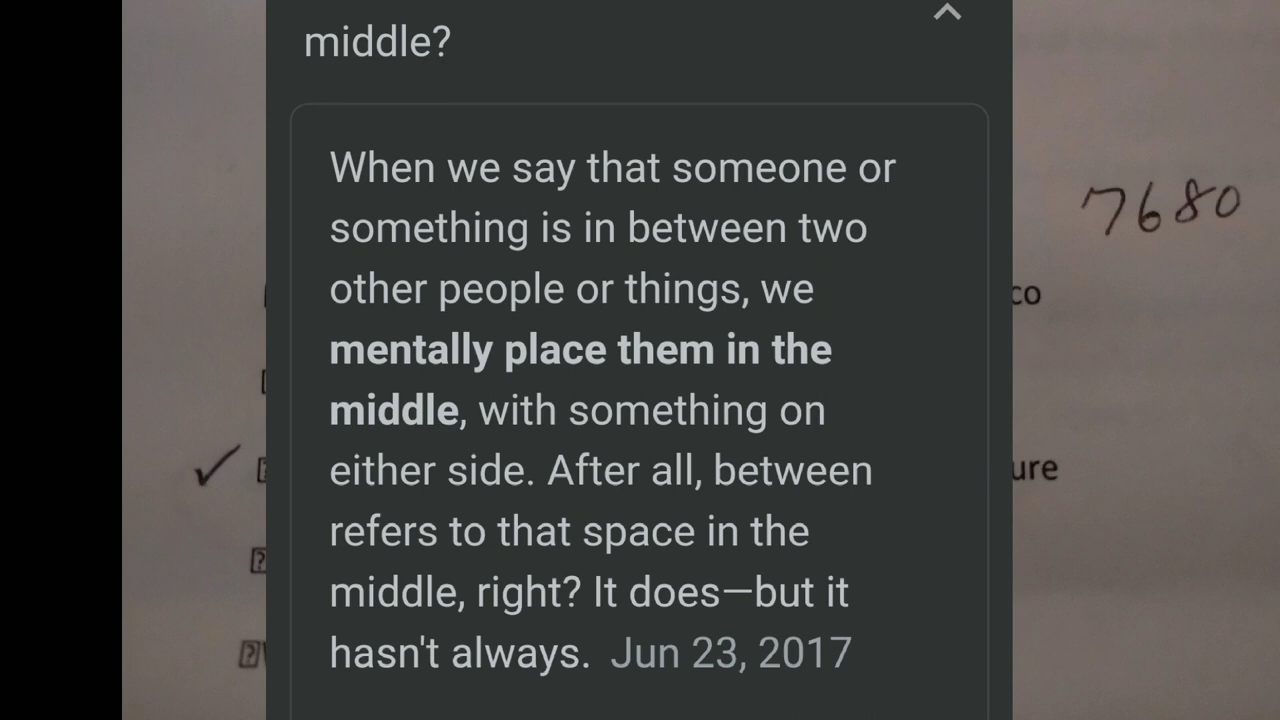 middle?
When we say that someone or
something is in between two
other people or things, we
mentally place them in the
middle, with something on
either side. After all, between
refers to that space in the
middle, right? It does—but it
hasn't always. Jun 23, 2017
7680
co
ure